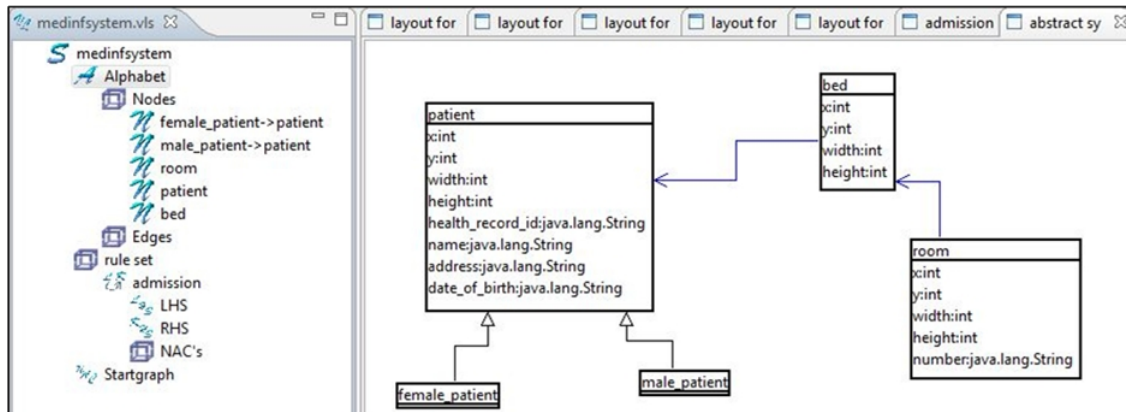 medinfsystem.vls
medinfsystem
Alphabet
Nodes
female_patient->patient
male_patient->patient
room
patient
bed
Edges
rule set
admission
LHS
RHS
NAC's
Startgraph
layout for
layout for
layout for
layout for
layout for
admission
abstract sy
patient
x:int
y:int
width:int
height:int
health_record_id:java.lang.String
name:java.lang.String
address:java.lang.String
date_of_birth:java.lang.String
female_patient
male_patient
bed
x:int
y:int
width:int
height:int
room
x:int
y:int
width:int
height:int
number:java.lang.String